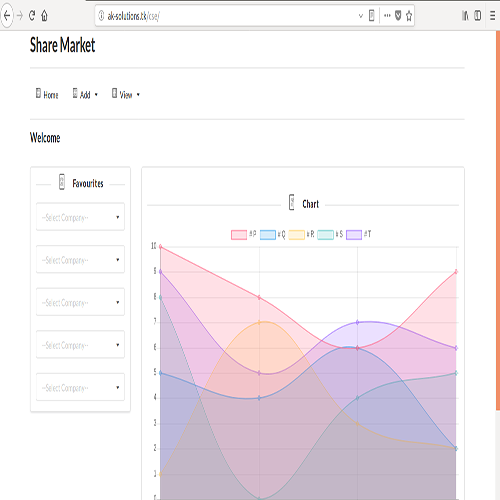 ak-solutions.tk/cse/
Share Market
Home Add View
Welcome
Favourites
--Select Company--
--Select Company--
--Select Company--
--Select Company--
--Select Company--
Chart
# P # Q # R # S # T
10
9
8
7
6
5
4
3
2
1
0